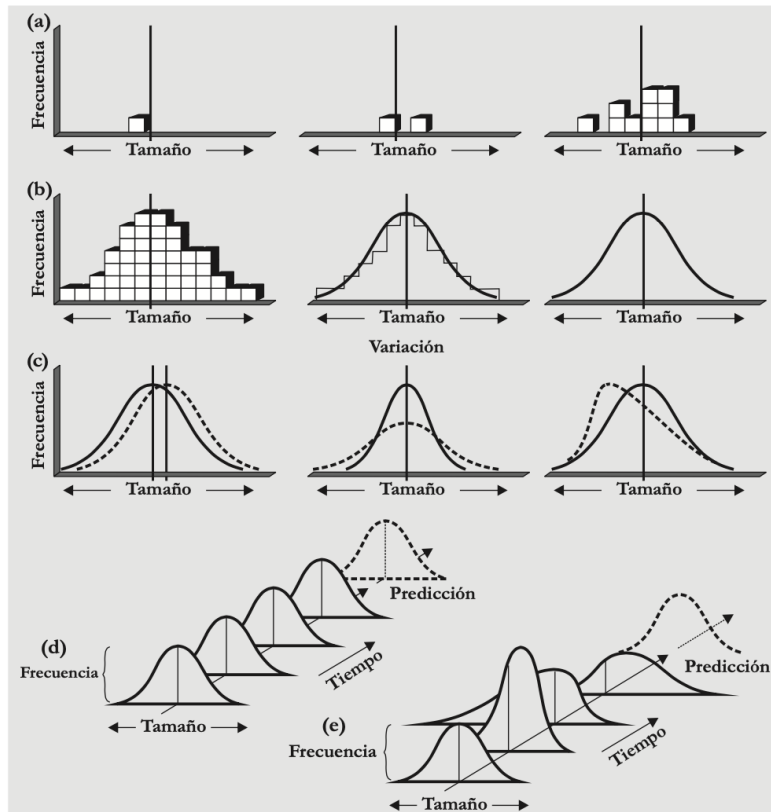 (a)
Frecuencia
Tamaño
Tamaño
Tamaño
(b)
Frecuencia
Tamaño
Tamaño
Tamaño
Variación
(c)
Frecuencia
Tamaño
Tamaño
Tamaño
Predicción
(d)
Frecuencia
Tiempo
Tamaño
Predicción
(e)
Frecuencia
Tiempo
Tamaño